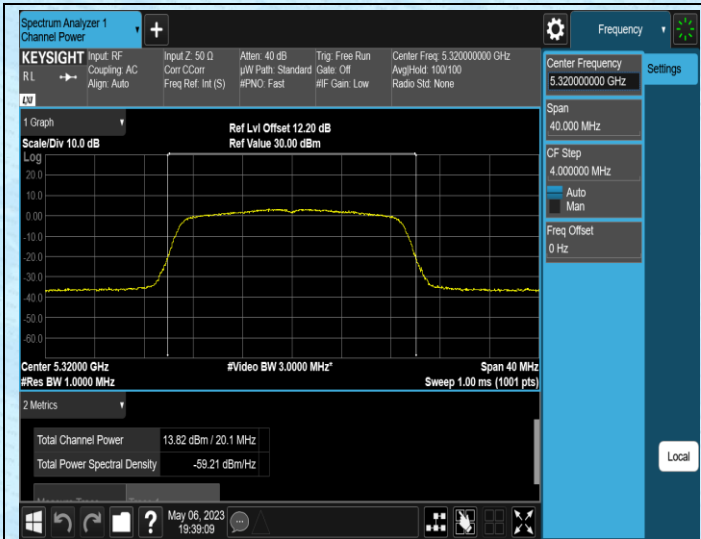 Spectrum Analyzer 1
Channel Power
+
Frequency
KEYSIGHT
R L
LXI
Input: RF
Coupling: AC
Align: Auto
Input Z: 50 Ω
Corr CCorr
Freq Ref: Int (S)
Atten: 40 dB
µW Path: Standard
#PNO: Fast
Trig: Free Run
Gate: Off
#IF Gain: Low
Center Freq: 5.320000000 GHz
Avg|Hold: 100/100
Radio Std: None
Center Frequency
5.320000000 GHz
Settings
Span
40.000 MHz
CF Step
4.000000 MHz
Auto
Man
Freq Offset
0 Hz
1 Graph
Scale/Div 10.0 dB
Ref Lvl Offset 12.20 dB
Ref Value 30.00 dBm
Log
20.0
10.0
0.00
-10.0
-20.0
-30.0
-40.0
-50.0
-60.0
Center 5.32000 GHz
#Res BW 1.0000 MHz
#Video BW 3.0000 MHz*
Span 40 MHz
Sweep 1.00 ms (1001 pts)
2 Metrics
Total Channel Power 13.82 dBm / 20.1 MHz
Total Power Spectral Density -59.21 dBm/Hz
Local
?
May 06, 2023
19:39:09